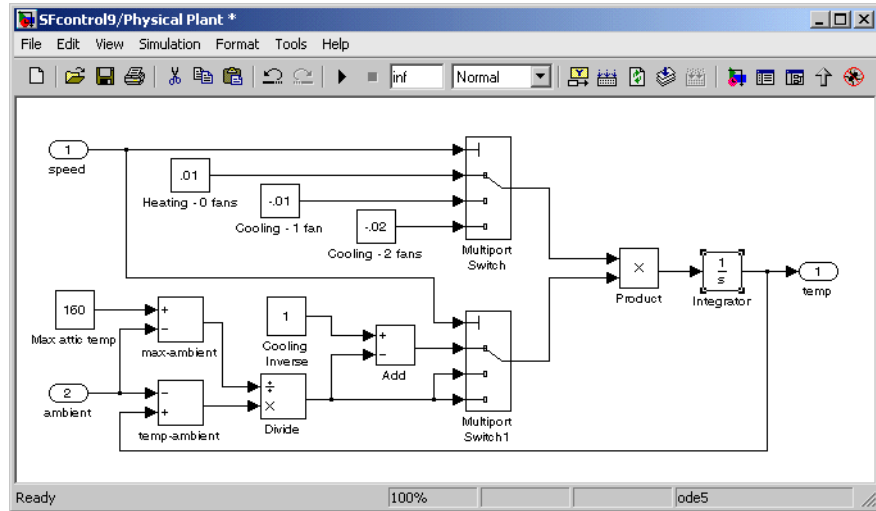 SFcontrol9/Physical Plant *
File Edit View Simulation Format Tools Help
inf Normal
1
speed
.01
Heating - 0 fans
-.01
Cooling - 1 fan
-.02
Cooling - 2 fans
Multiport
Switch
×
Product
1
s
Integrator
1
temp
160
Max attic temp
+
−
max-ambient
1
Cooling
Inverse
+
−
Add
2
ambient
−
+
temp-ambient
÷
×
Divide
Multiport
Switch1
Ready 100% ode5